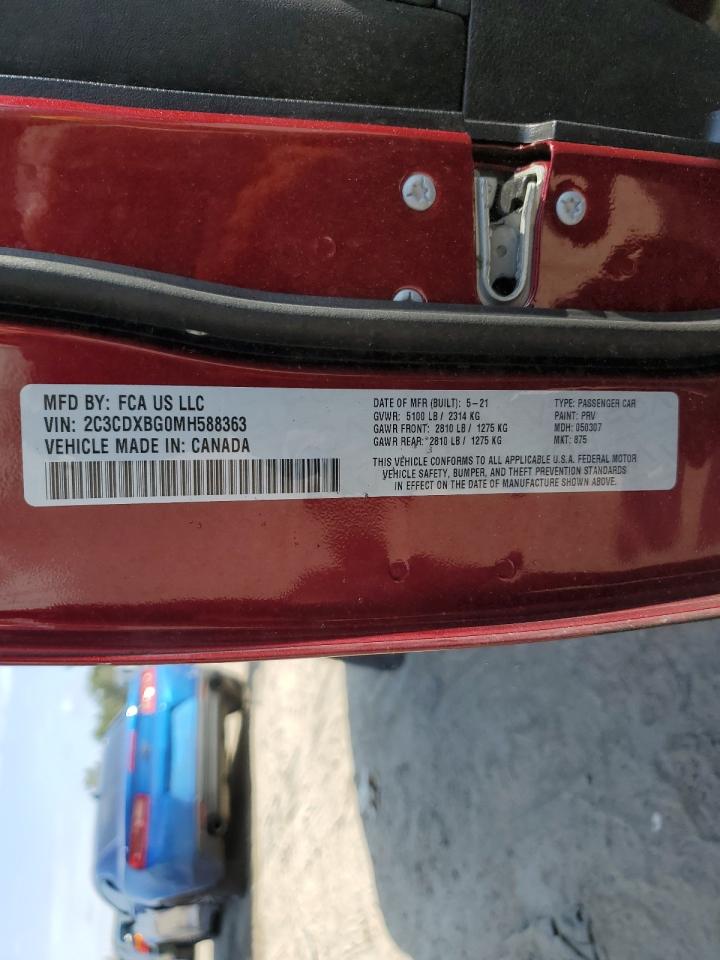 MFD BY: FCA US LLC
VIN: 2C3CDXBG0MH588363
VEHICLE MADE IN: CANADA
DATE OF MFR (BUILT): 5-21
GVWR: 5100 LB / 2314 KG
GAWR FRONT: 2810 LB / 1275 KG
GAWR REAR: 2810 LB / 1275 KG
TYPE: PASSENGER CAR
PAINT: PRV
MDH: 050307
MKT: 875
THIS VEHICLE CONFORMS TO ALL APPLICABLE U.S.A. FEDERAL MOTOR
VEHICLE SAFETY, BUMPER, AND THEFT PREVENTION STANDARDS
IN EFFECT ON THE DATE OF MANUFACTURE SHOWN ABOVE.